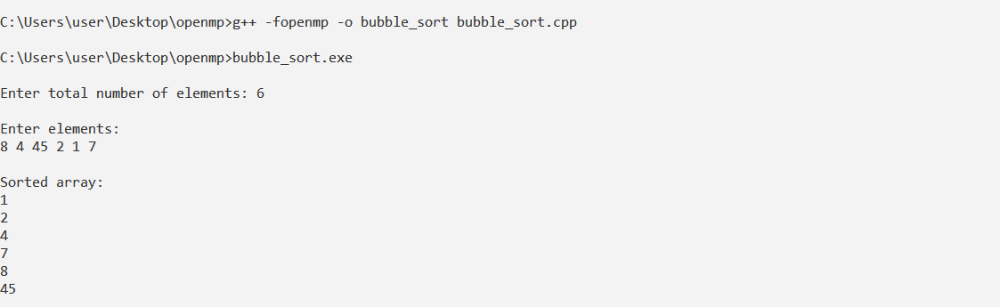 C:\Users\user\Desktop\openmp>g++ -fopenmp -o bubble_sort bubble_sort.cpp
C:\Users\user\Desktop\openmp>bubble_sort.exe
Enter total number of elements: 6
Enter elements:
8 4 45 2 1 7
Sorted array:
1
2
4
7
8
45